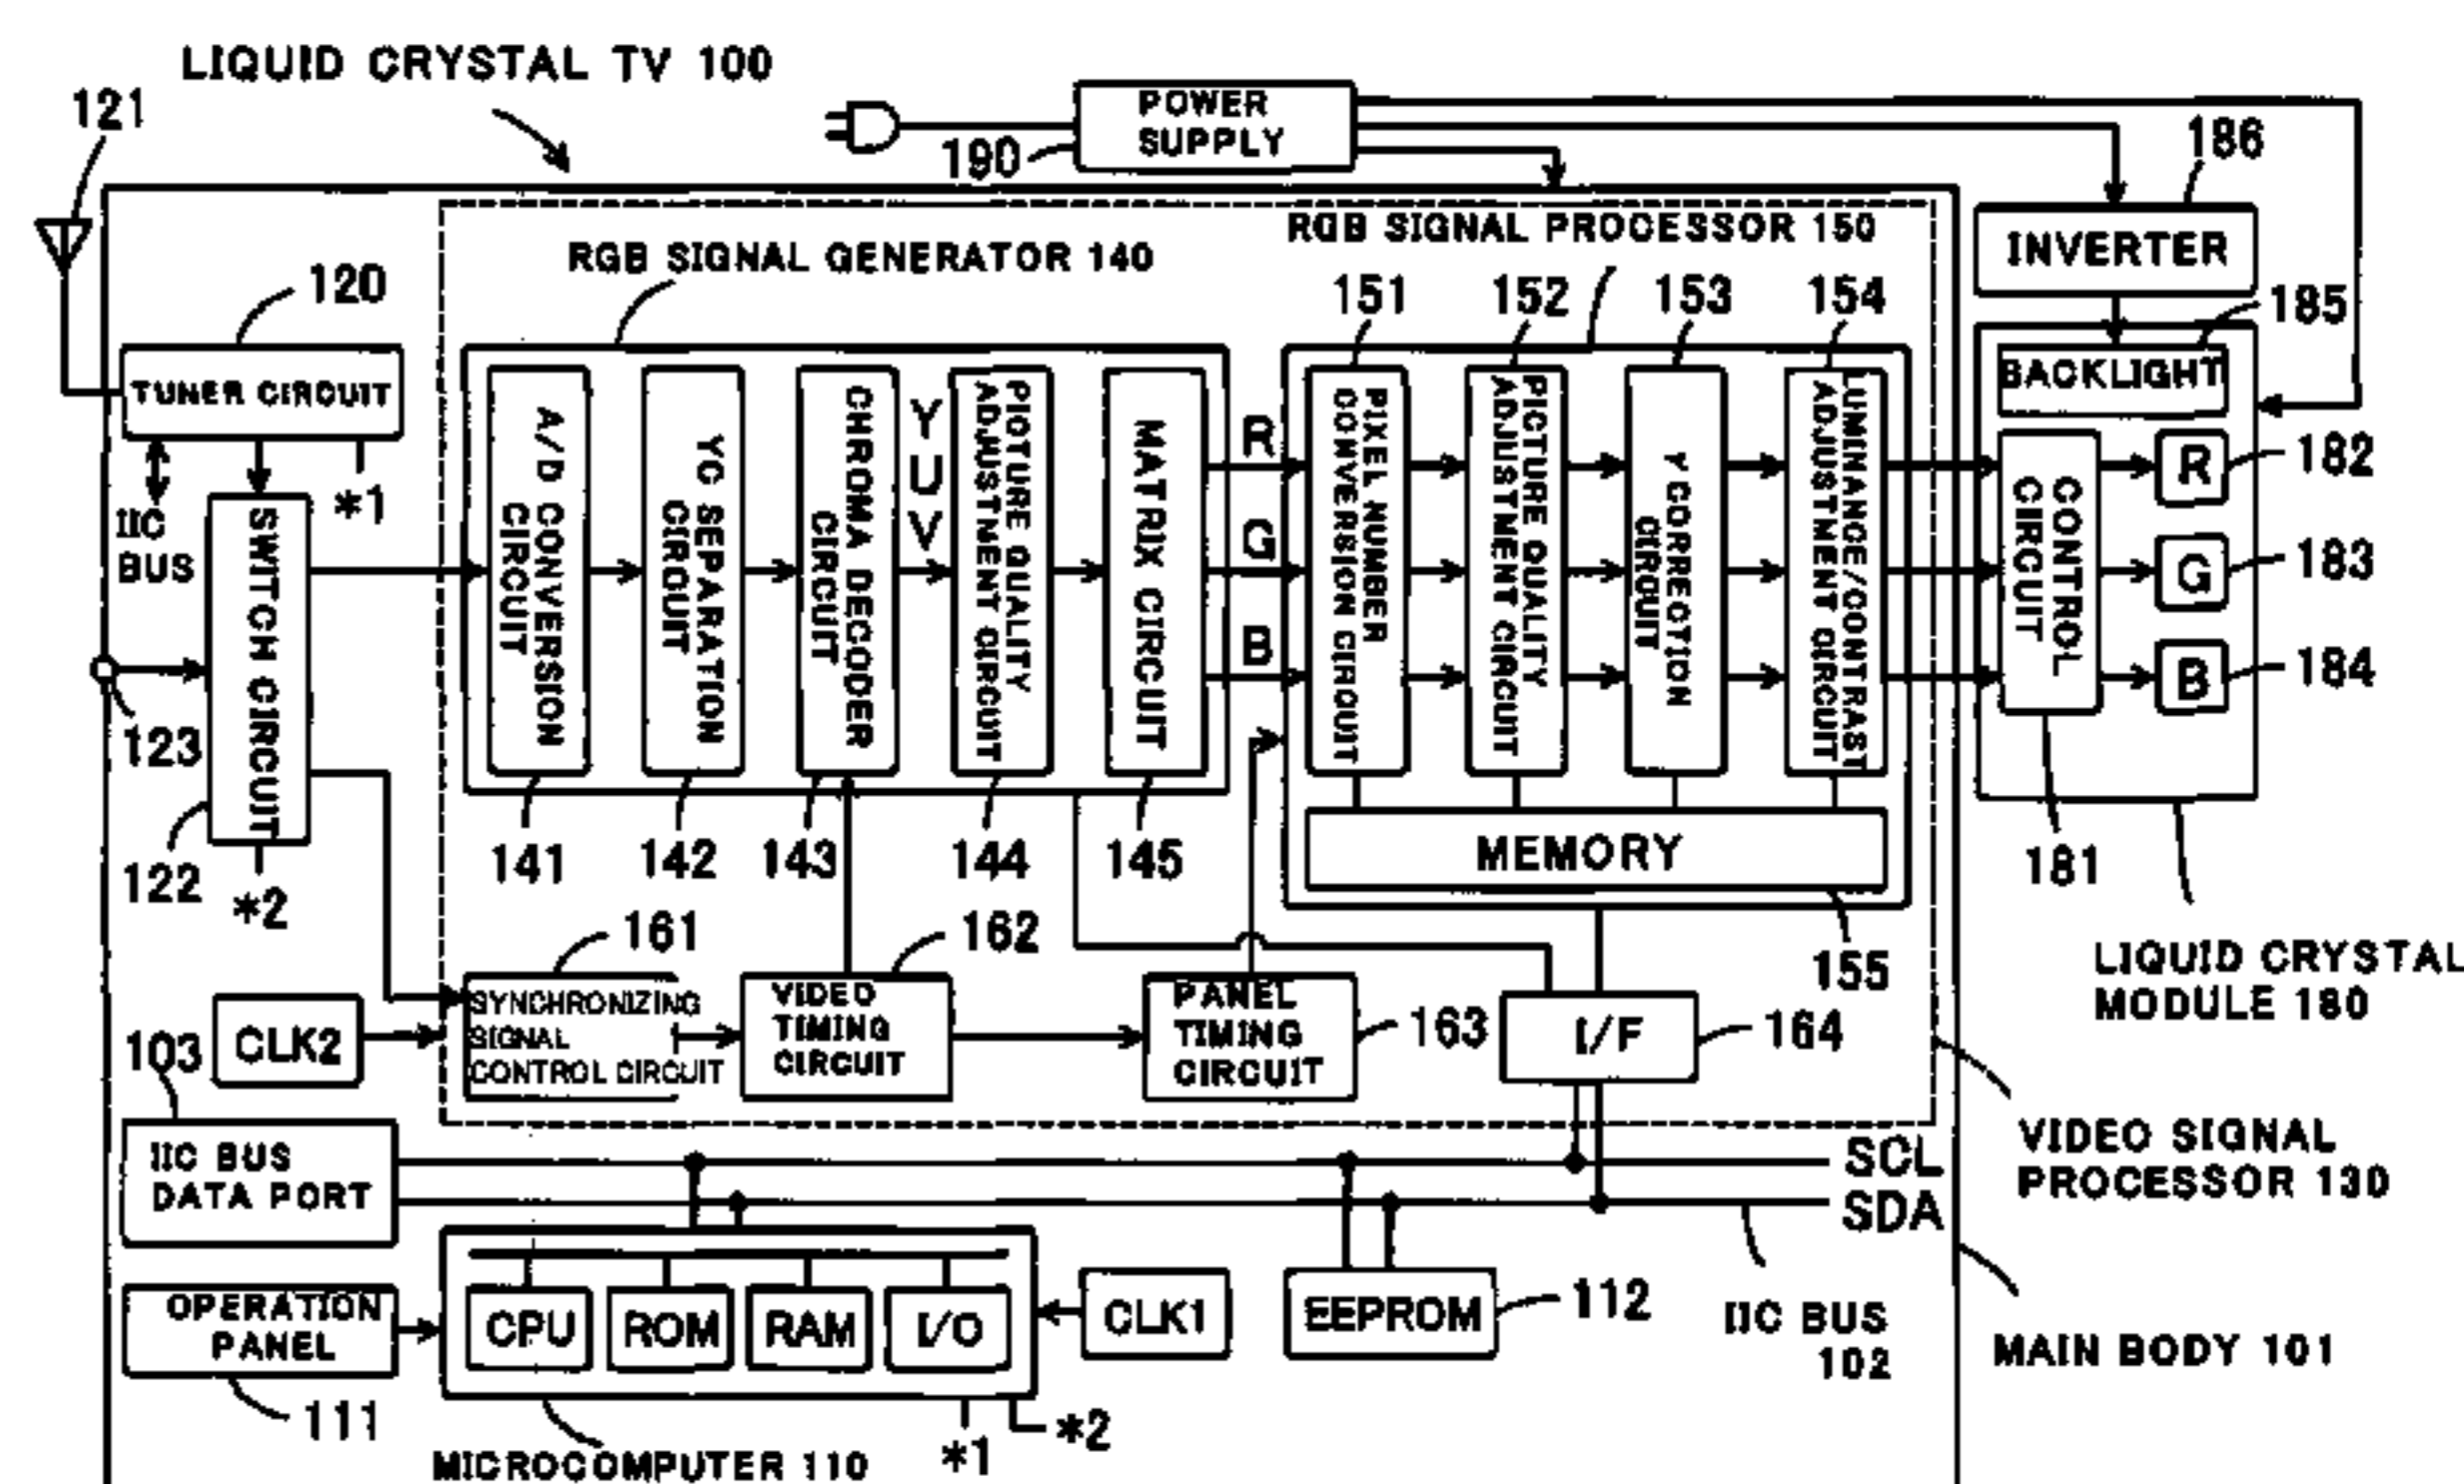 LIQUID CRYSTAL TV 100
121
POWER
SUPPLY
190
186
RGB SIGNAL PROCESSOR 150
INVERTER
RGB SIGNAL GENERATOR 140
120
151
152
153
154
185
TUNER CIRCUIT
BACKLIGHT
IIC
BUS
*1
SWITCH CIRCUIT
A/D CONVERSION
CIRCUIT
YC SEPARATION
CIRCUIT
CHROMA DECODER
CIRCUIT
Y
U
V
PICTURE QUALITY
ADJUSTMENT CIRCUIT
MATRIX CIRCUIT
R
G
B
PIXEL NUMBER
CONVERSION CIRCUIT
PICTURE QUALITY
ADJUSTMENT CIRCUIT
γ CORRECTION
CIRCUIT
LUMINANCE/CONTRAST
ADJUSTMENT CIRCUIT
CONTROL
CIRCUIT
R
182
G
183
B
184
123
122
*2
141
142
143
144
145
MEMORY
181
161
162
155
LIQUID CRYSTAL
MODULE 180
CLK2
SYNCHRONIZING
SIGNAL
CONTROL CIRCUIT
VIDEO
TIMING
CIRCUIT
PANEL
TIMING
CIRCUIT
163
I/F
164
103
IIC BUS
DATA PORT
SCL
SDA
VIDEO SIGNAL
PROCESSOR 130
OPERATION
PANEL
CPU
ROM
RAM
I/O
CLK1
EEPROM
112
IIC BUS
102
MAIN BODY 101
111
MICROCOMPUTER 110
*1
*2